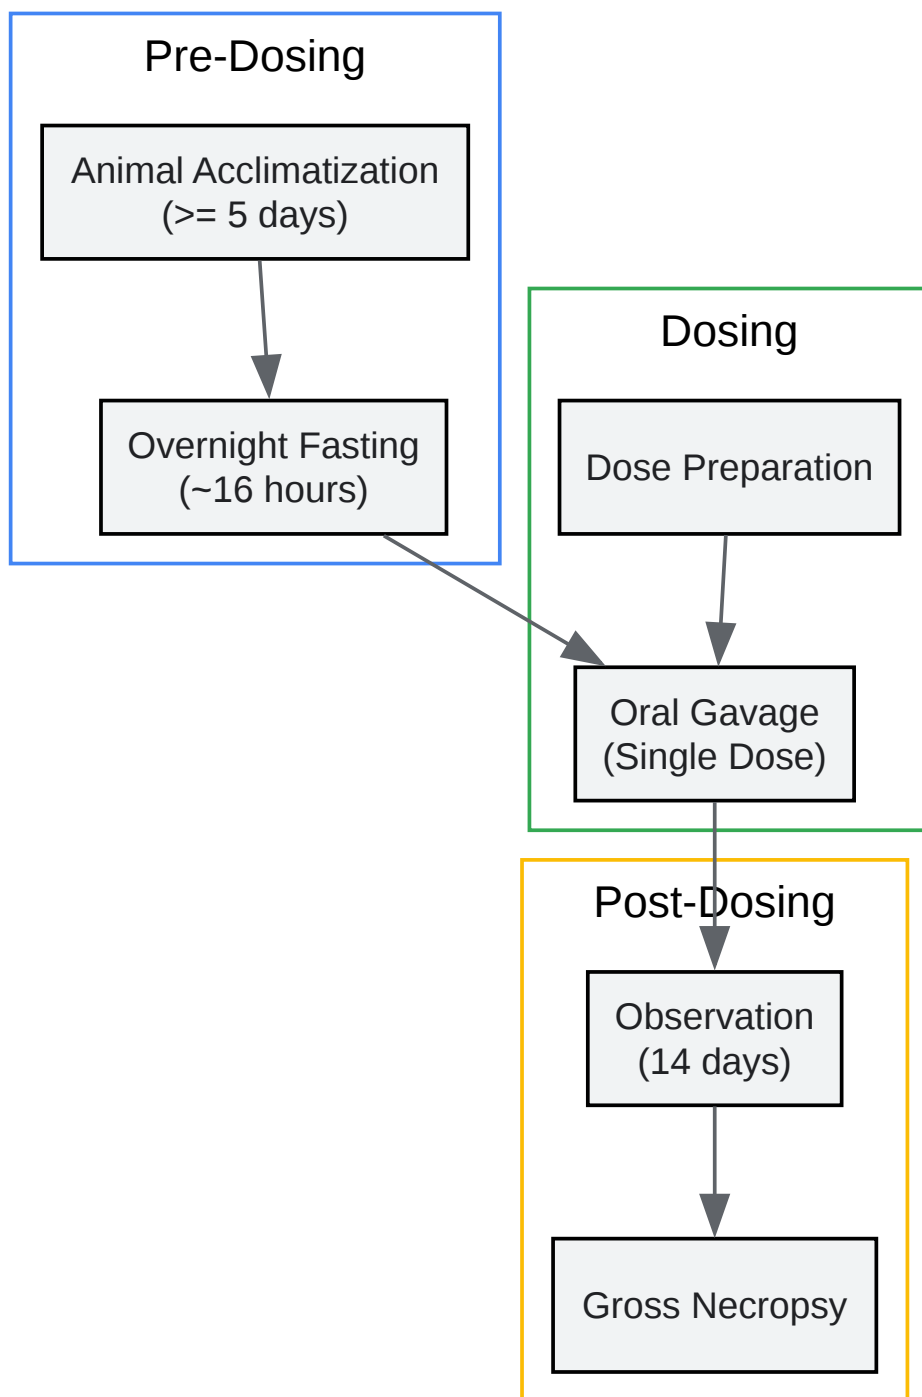 Pre-Dosing
Animal Acclimatization
(>= 5 days)
Overnight Fasting
(~16 hours)
Dosing
Dose Preparation
Oral Gavage
(Single Dose)
Post-Dosing
Observation
(14 days)
Gross Necropsy